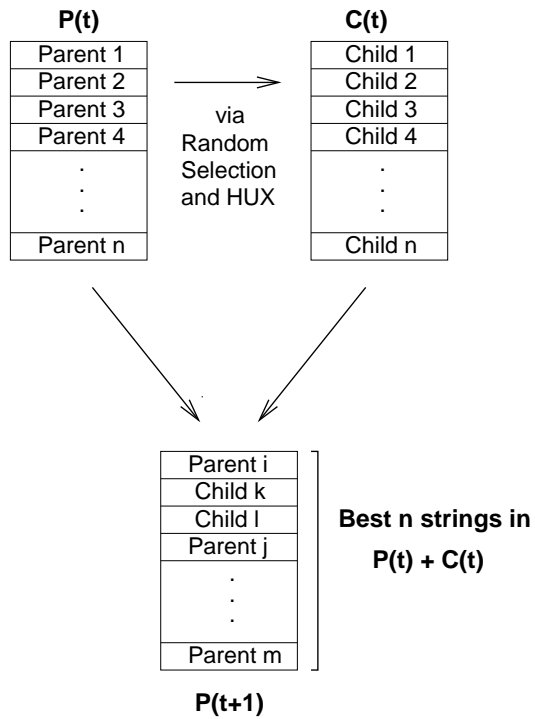 P(t)
Parent 1
Parent 2
Parent 3
Parent 4
.
.
.
Parent n
via
Random
Selection
and HUX
C(t)
Child 1
Child 2
Child 3
Child 4
.
.
.
Child n
Parent i
Child k
Child l
Parent j
.
.
.
Parent m
P(t+1)
Best n strings in
P(t) + C(t)